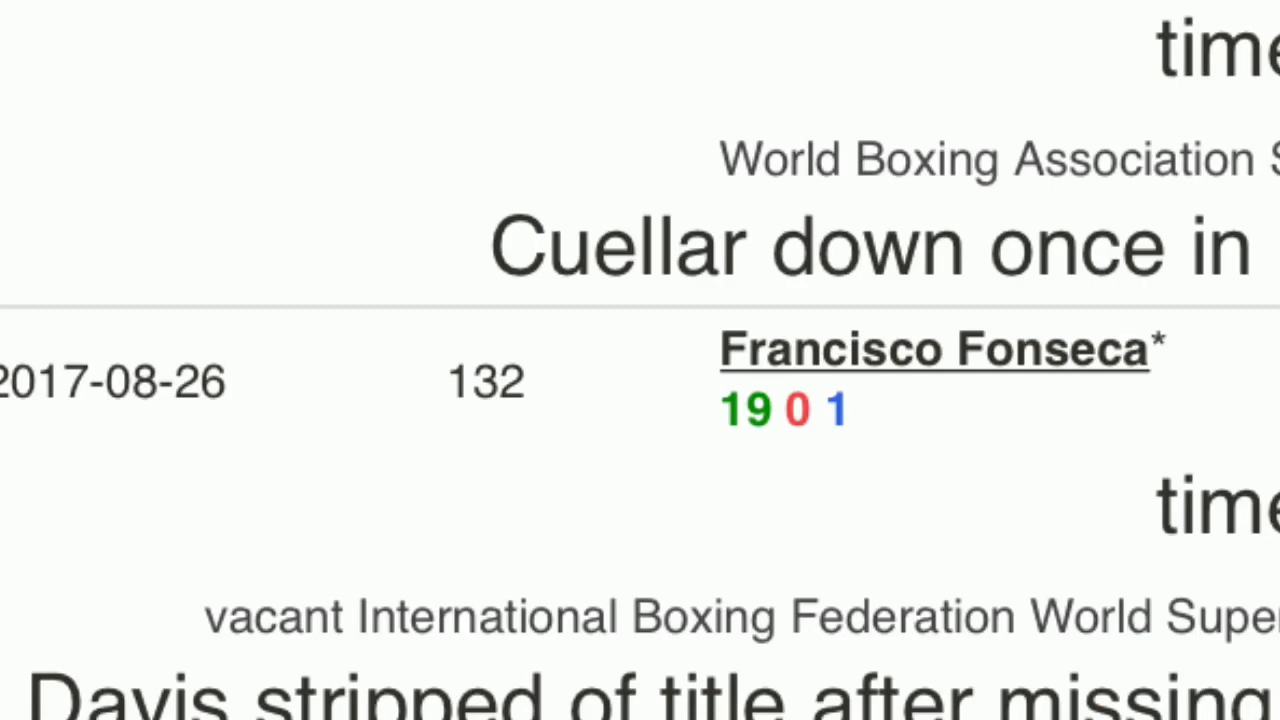 time
World Boxing Association S
Cuellar down once in
2017-08-26 132 Francisco Fonseca*
19 0 1
time
vacant International Boxing Federation World Super
Davis stripped of title after missing